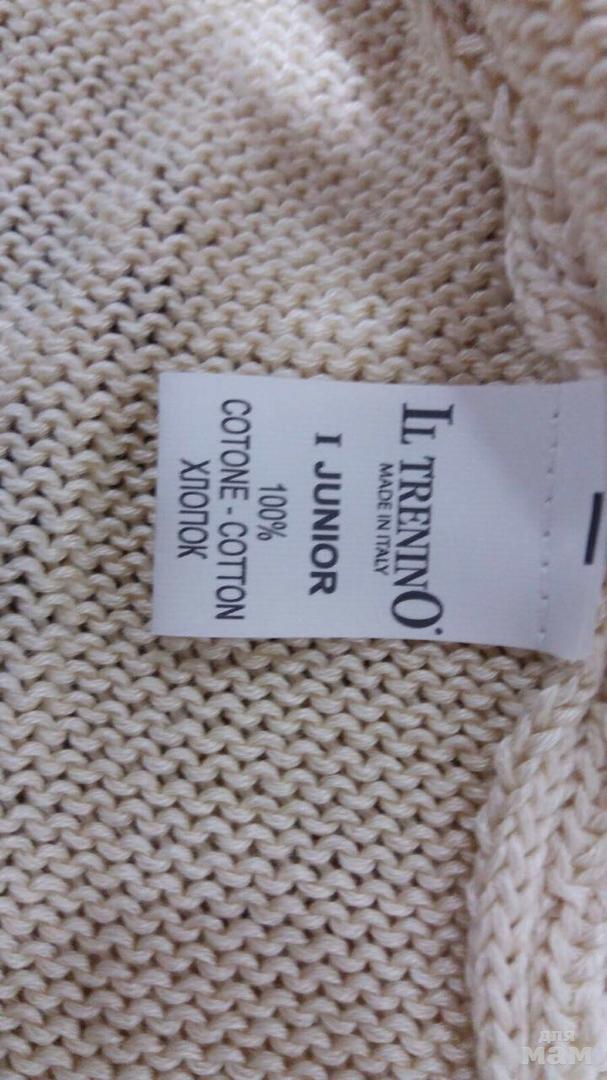 IL TRENINO
MADE IN ITALY
I JUNIOR
100%
COTONE - COTTON
ХЛОПОК
для
мам